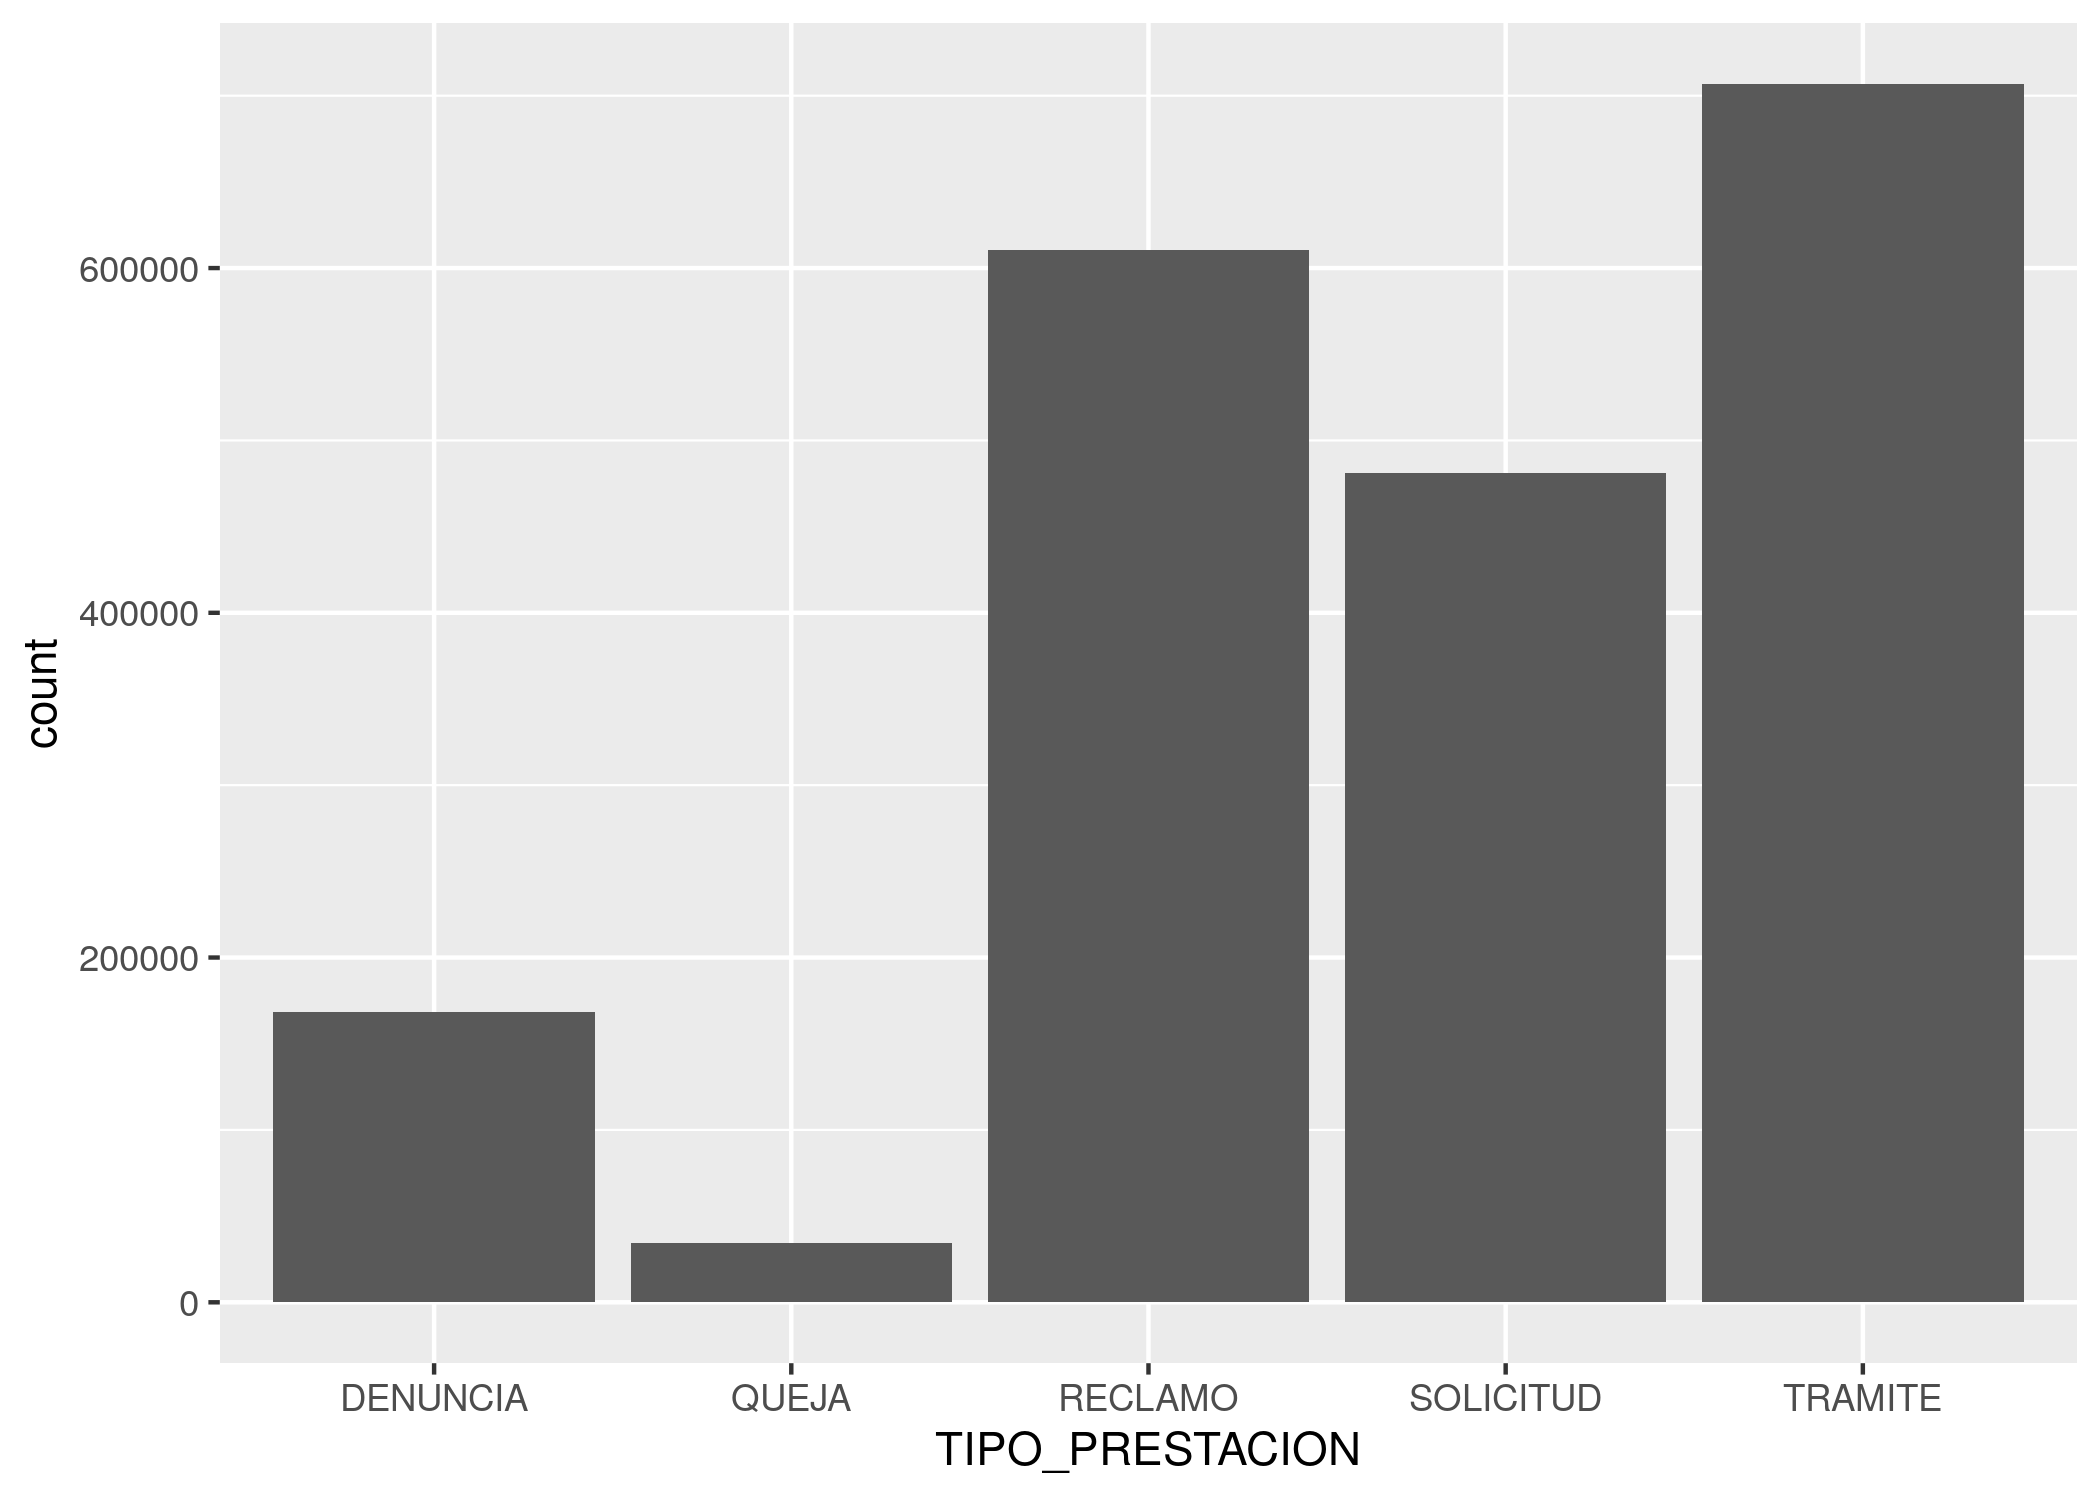 count
600000
400000
200000
0
DENUNCIA QUEJA RECLAMO SOLICITUD TRAMITE
TIPO_PRESTACION